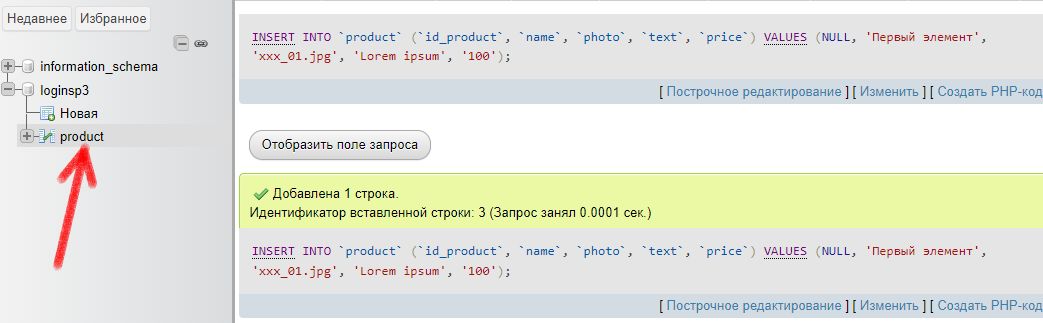 Недавнее Избранное
information_schema
loginsp3
Новая
product
INSERT INTO `product` (`id_product`, `name`, `photo`, `text`, `price`) VALUES (NULL, 'Первый элемент',
'xxx_01.jpg', 'Lorem ipsum', '100');
[ Построчное редактирование ] [ Изменить ] [ Создать PHP-код
Отобразить поле запроса
Добавлена 1 строка.
Идентификатор вставленной строки: 3 (Запрос занял 0.0001 сек.)
INSERT INTO `product` (`id_product`, `name`, `photo`, `text`, `price`) VALUES (NULL, 'Первый элемент',
'xxx_01.jpg', 'Lorem ipsum', '100');
[ Построчное редактирование ] [ Изменить ] [ Создать PHP-код